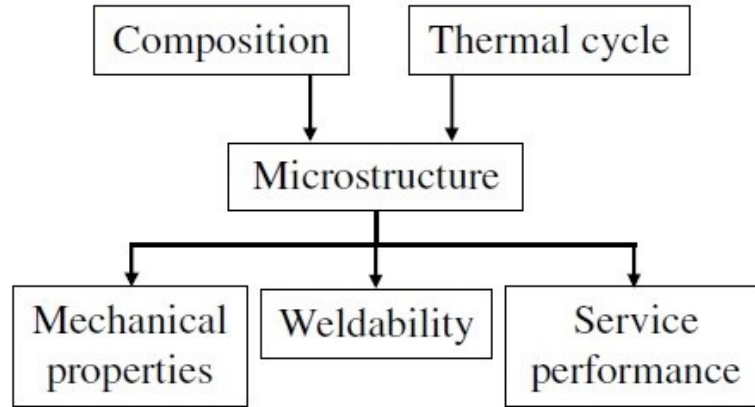 Composition
Thermal cycle
Microstructure
Mechanical
properties
Weldability
Service
performance